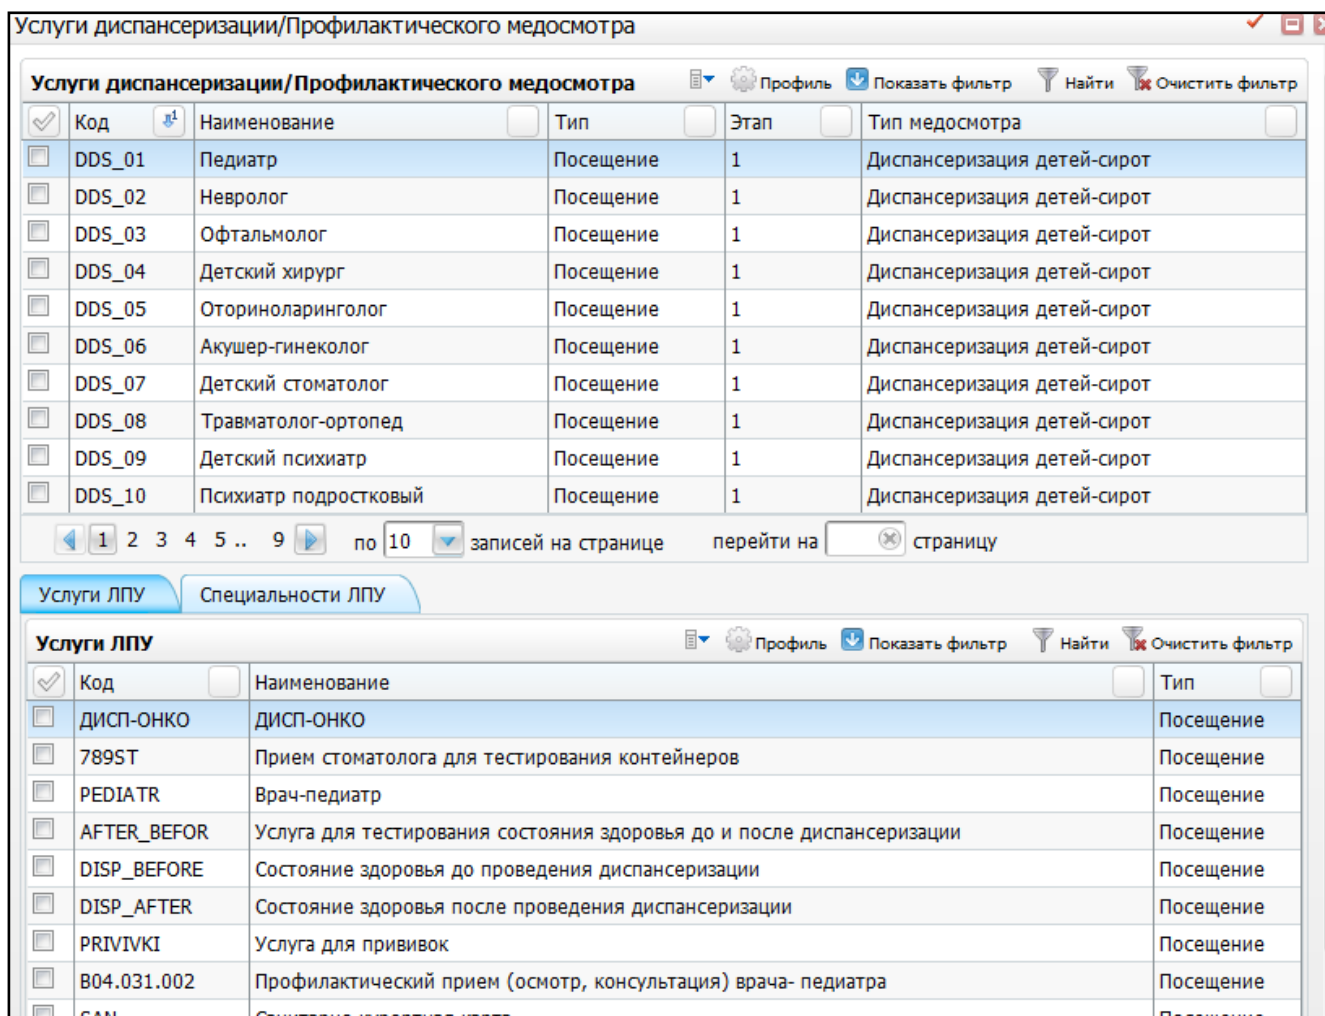 Услуги диспансеризации/Профилактического медосмотра
Услуги диспансеризации/Профилактического медосмотра Профиль Показать фильтр Найти Очистить фильтр
Код 1 Наименование Тип Этап Тип медосмотра
DDS_01 Педиатр Посещение 1 Диспансеризация детей-сирот
DDS_02 Невролог Посещение 1 Диспансеризация детей-сирот
DDS_03 Офтальмолог Посещение 1 Диспансеризация детей-сирот
DDS_04 Детский хирург Посещение 1 Диспансеризация детей-сирот
DDS_05 Оториноларинголог Посещение 1 Диспансеризация детей-сирот
DDS_06 Акушер-гинеколог Посещение 1 Диспансеризация детей-сирот
DDS_07 Детский стоматолог Посещение 1 Диспансеризация детей-сирот
DDS_08 Травматолог-ортопед Посещение 1 Диспансеризация детей-сирот
DDS_09 Детский психиатр Посещение 1 Диспансеризация детей-сирот
DDS_10 Психиатр подростковый Посещение 1 Диспансеризация детей-сирот
1 2 3 4 5 .. 9 по 10 записей на странице перейти на страницу
Услуги ЛПУ Специальности ЛПУ
Услуги ЛПУ Профиль Показать фильтр Найти Очистить фильтр
Код Наименование Тип
ДИСП-ОНКО ДИСП-ОНКО Посещение
789ST Прием стоматолога для тестирования контейнеров Посещение
PEDIATR Врач-педиатр Посещение
AFTER_BEFOR Услуга для тестирования состояния здоровья до и после диспансеризации Посещение
DISP_BEFORE Состояние здоровья до проведения диспансеризации Посещение
DISP_AFTER Состояние здоровья после проведения диспансеризации Посещение
PRIVIVKI Услуга для прививок Посещение
B04.031.002 Профилактический прием (осмотр, консультация) врача- педиатра Посещение